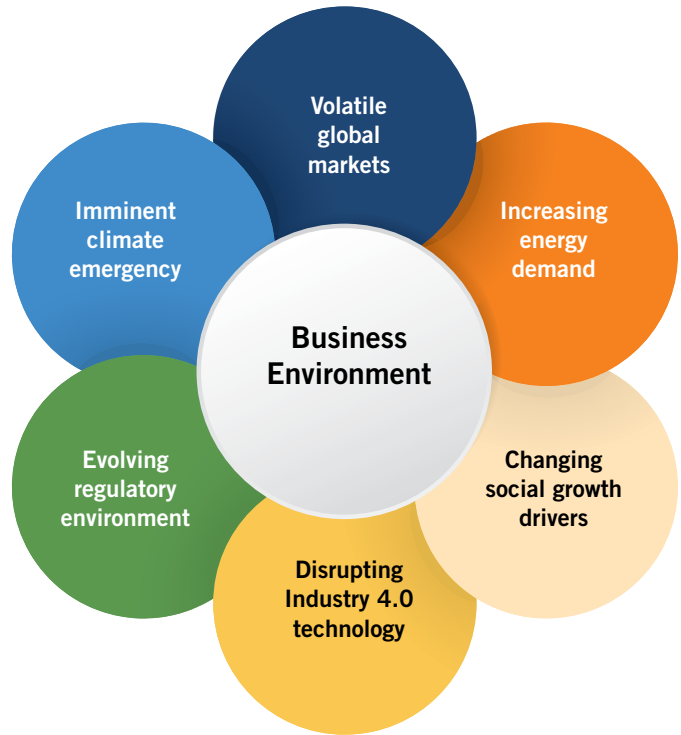 Volatile
global
markets
Imminent
climate
emergency
Increasing
energy
demand
Business
Environment
Evolving
regulatory
environment
Changing
social growth
drivers
Disrupting
Industry 4.0
technology